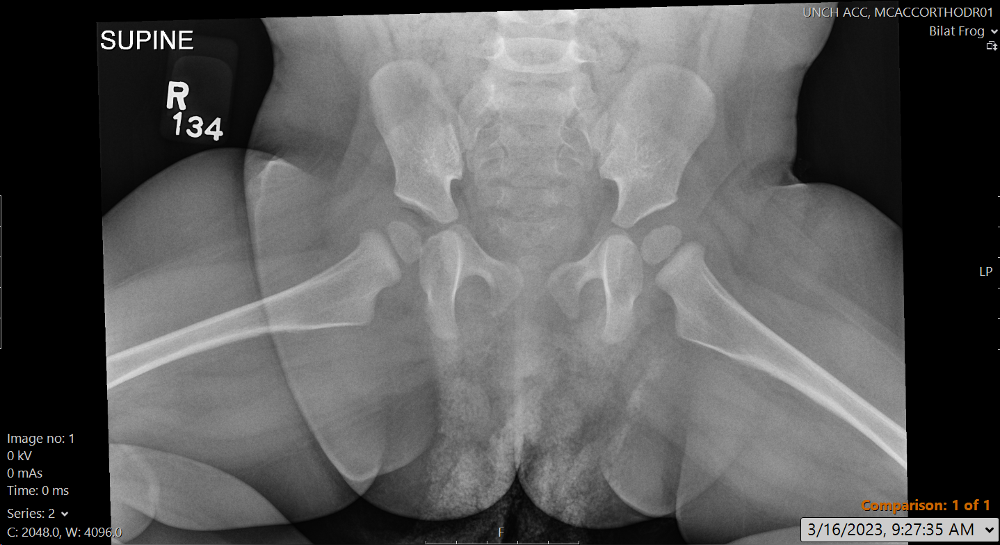 UNCH ACC, MCACCORTHODR01
Bilat Frog
SUPINE
R
134
LP
Image no: 1
0 kV
0 mAs
Time: 0 ms
Series: 2
C: 2048.0, W: 4096.0
F
Comparison: 1 of 1
3/16/2023, 9:27:35 AM